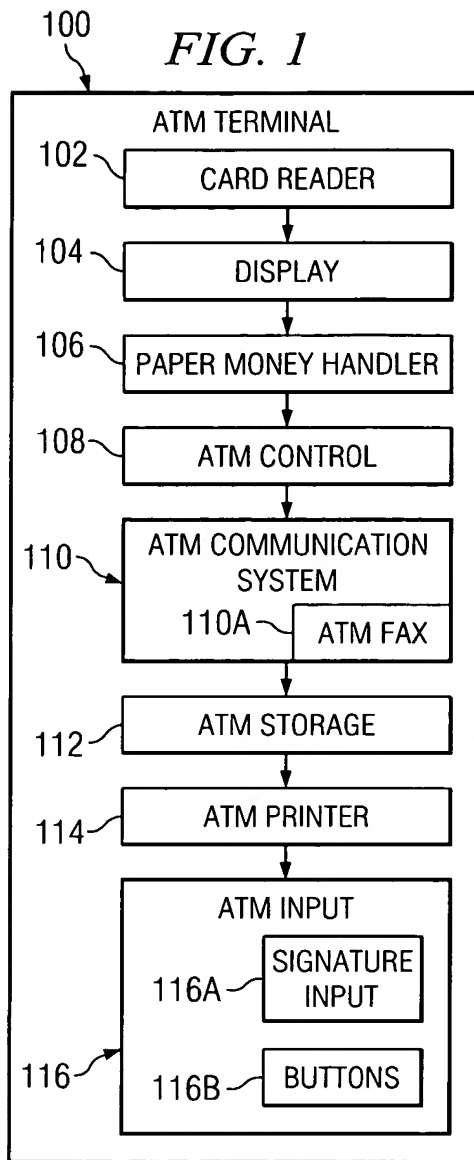 FIG. 1
100
ATM TERMINAL
102
CARD READER
104
DISPLAY
106
PAPER MONEY HANDLER
108
ATM CONTROL
110
ATM COMMUNICATION
SYSTEM
110A
ATM FAX
112
ATM STORAGE
114
ATM PRINTER
116
ATM INPUT
116A
SIGNATURE
INPUT
116B
BUTTONS